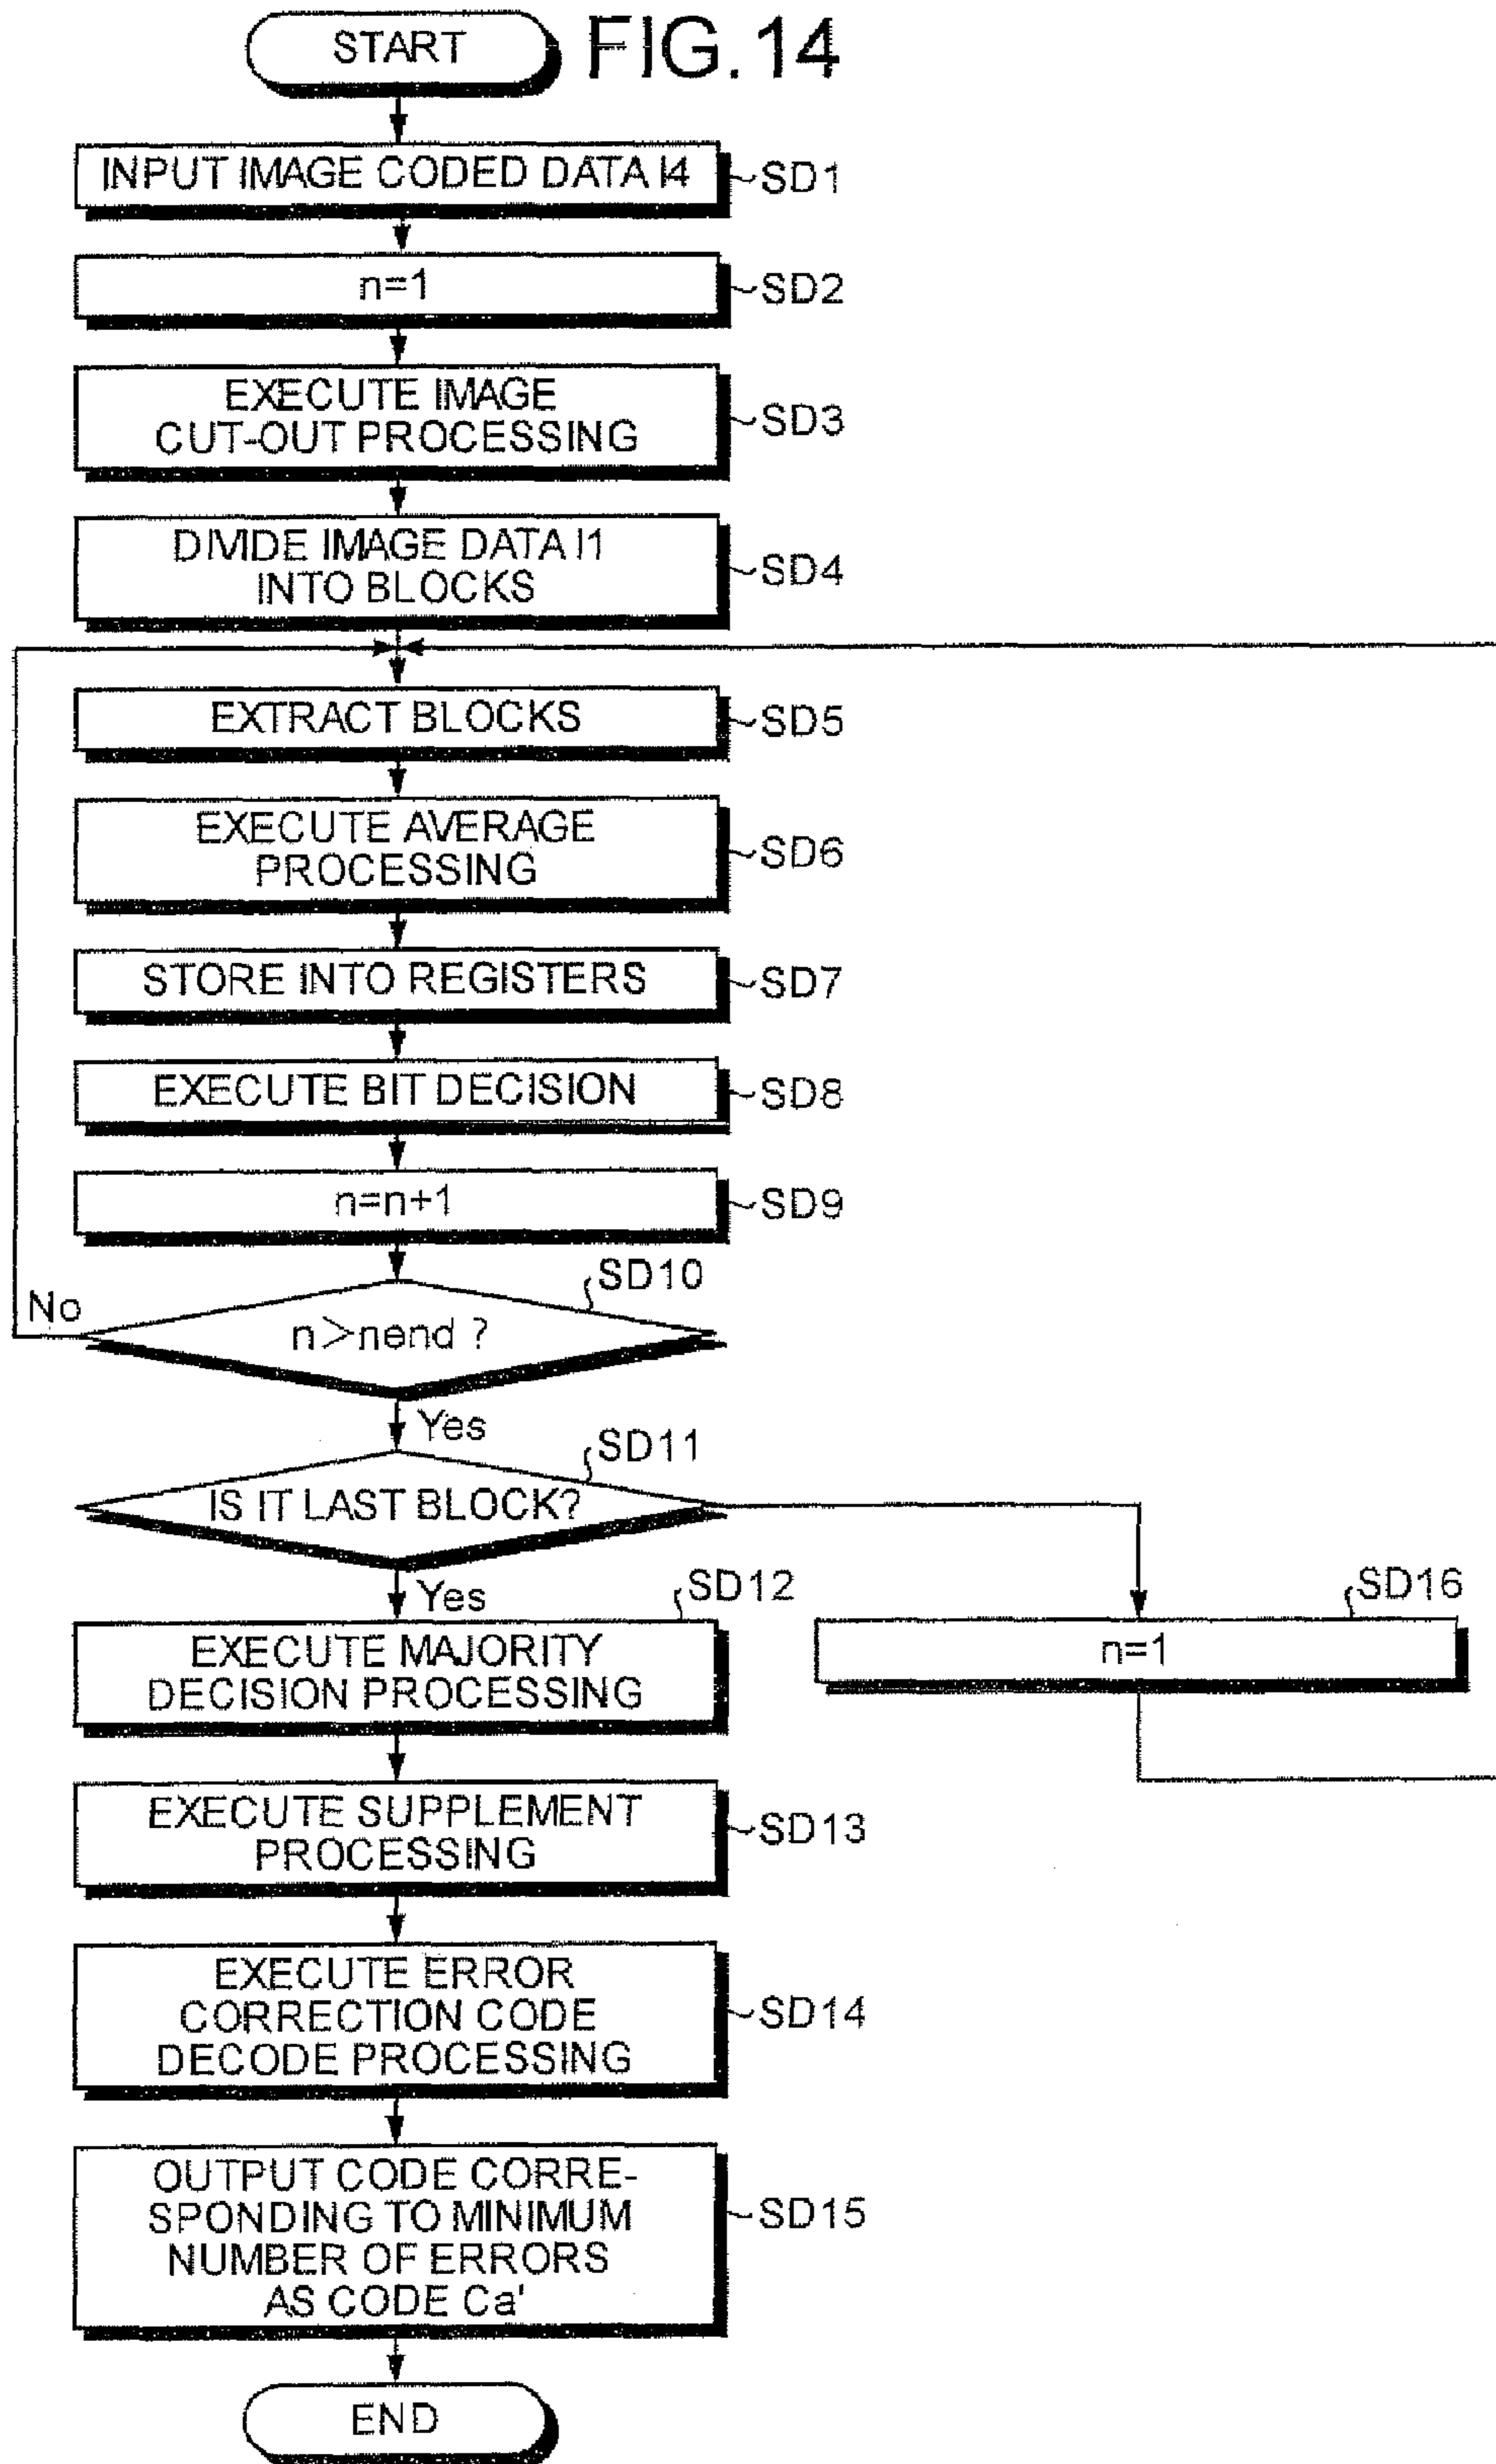 START
FIG.14
INPUT IMAGE CODED DATA I4
SD1
n=1
SD2
EXECUTE IMAGE
CUT-OUT PROCESSING
SD3
DIVIDE IMAGE DATA I1
INTO BLOCKS
SD4
EXTRACT BLOCKS
SD5
EXECUTE AVERAGE
PROCESSING
SD6
STORE INTO REGISTERS
SD7
EXECUTE BIT DECISION
SD8
n=n+1
SD9
SD10
No
n>nend ?
Yes
SD11
IS IT LAST BLOCK?
Yes
SD12
EXECUTE MAJORITY
DECISION PROCESSING
SD16
n=1
EXECUTE SUPPLEMENT
PROCESSING
SD13
EXECUTE ERROR
CORRECTION CODE
DECODE PROCESSING
SD14
OUTPUT CODE CORRE-
SPONDING TO MINIMUM
NUMBER OF ERRORS
AS CODE Ca'
SD15
END